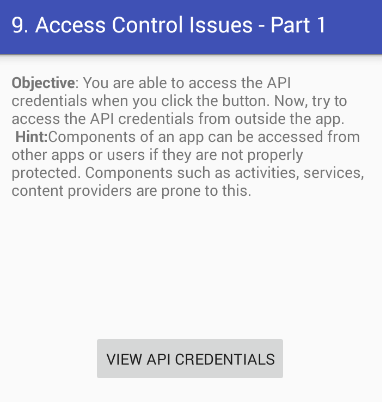 9. Access Control Issues - Part 1
Objective: You are able to access the API
credentials when you click the button. Now, try to
access the API credentials from outside the app.
Hint:Components of an app can be accessed from
other apps or users if they are not properly
protected. Components such as activities, services,
content providers are prone to this.
VIEW API CREDENTIALS